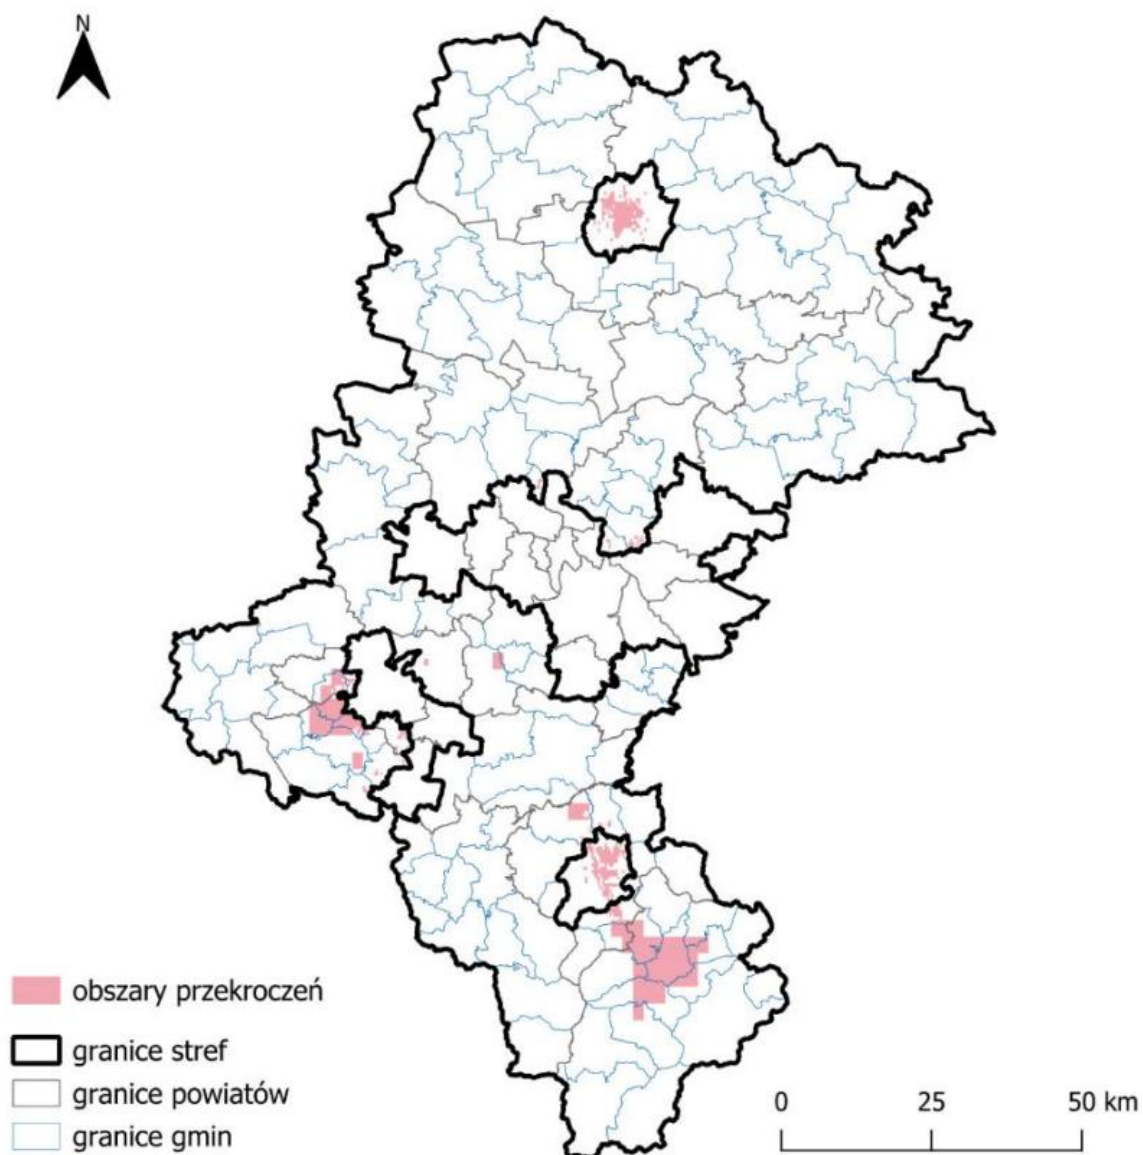 N
obszary przekroczeń
granice stref
granice powiatów
granice gmin
0 25 50 km